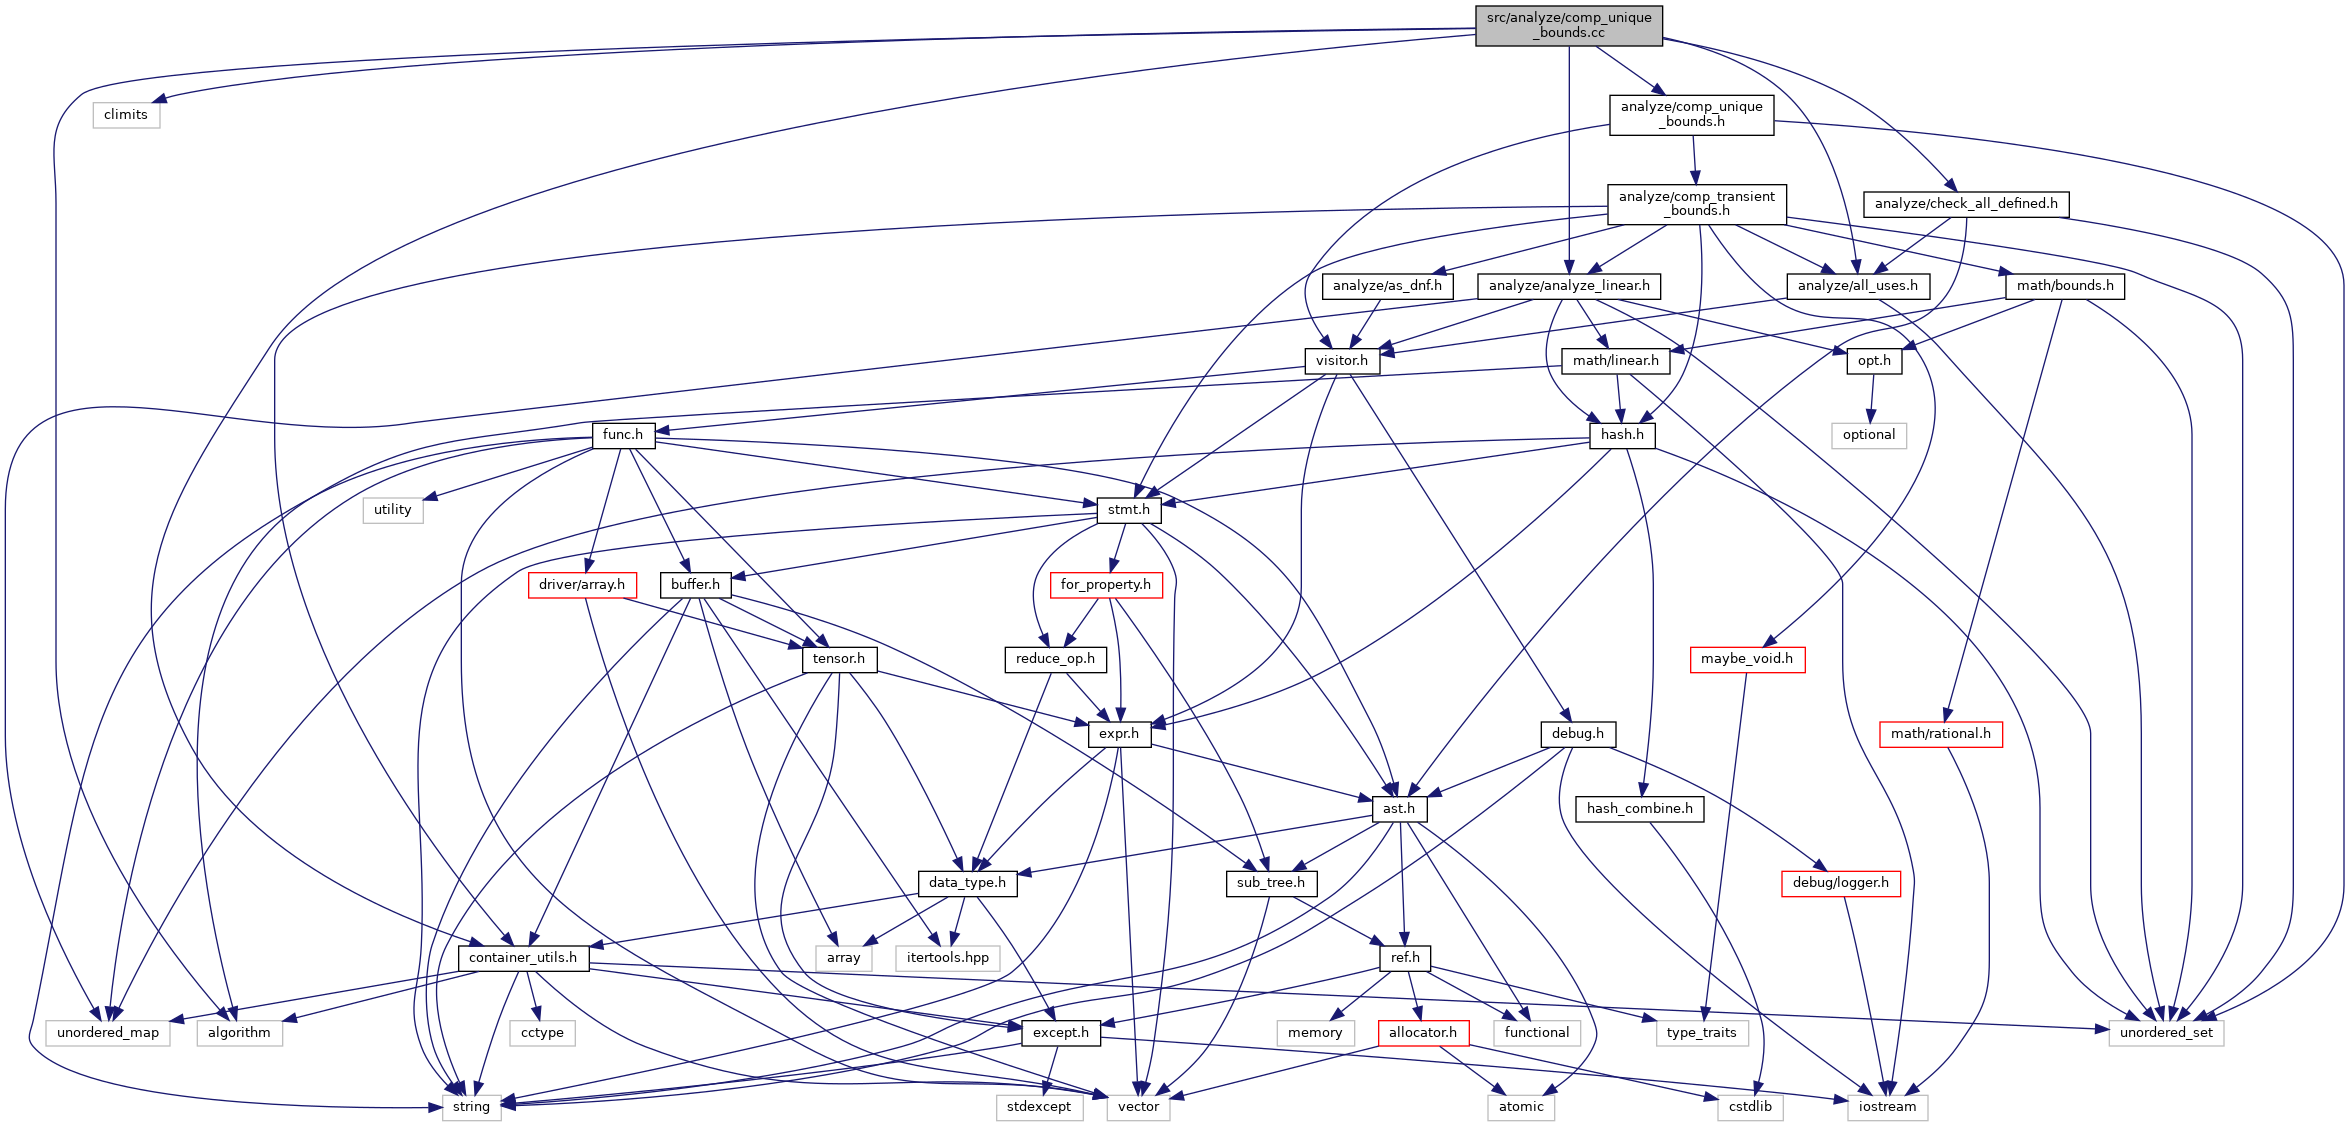 src/analyze/comp_unique
_bounds.cc
climits
analyze/comp_unique
_bounds.h
analyze/comp_transient
_bounds.h
analyze/check_all_defined.h
analyze/as_dnf.h
analyze/analyze_linear.h
analyze/all_uses.h
math/bounds.h
visitor.h
math/linear.h
opt.h
func.h
hash.h
optional
utility
stmt.h
driver/array.h
buffer.h
for_property.h
tensor.h
reduce_op.h
maybe_void.h
expr.h
debug.h
math/rational.h
ast.h
hash_combine.h
data_type.h
sub_tree.h
debug/logger.h
container_utils.h
array
itertools.hpp
ref.h
unordered_map
algorithm
cctype
except.h
memory
allocator.h
functional
type_traits
unordered_set
string
stdexcept
vector
atomic
cstdlib
iostream